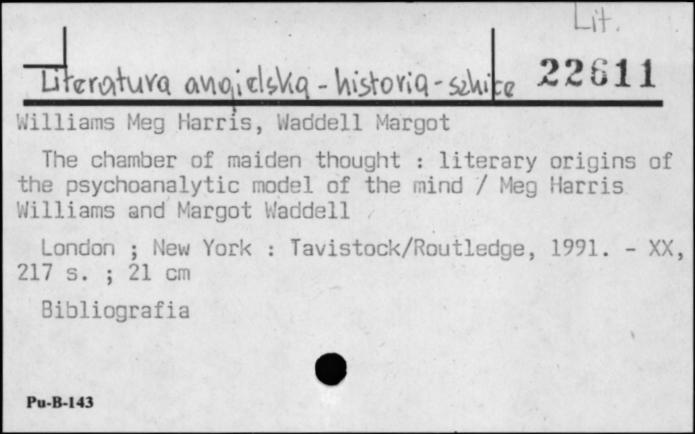 Lit.
Literatura angielska - historia - szkice 22611
Williams Meg Harris, Waddell Margot
The chamber of maiden thought : literary origins of
the psychoanalytic model of the mind / Meg Harris
Williams and Margot Waddell
London ; New York : Tavistock/Routledge, 1991. - XX,
217 s. ; 21 cm
Bibliografia
Pu-B-143